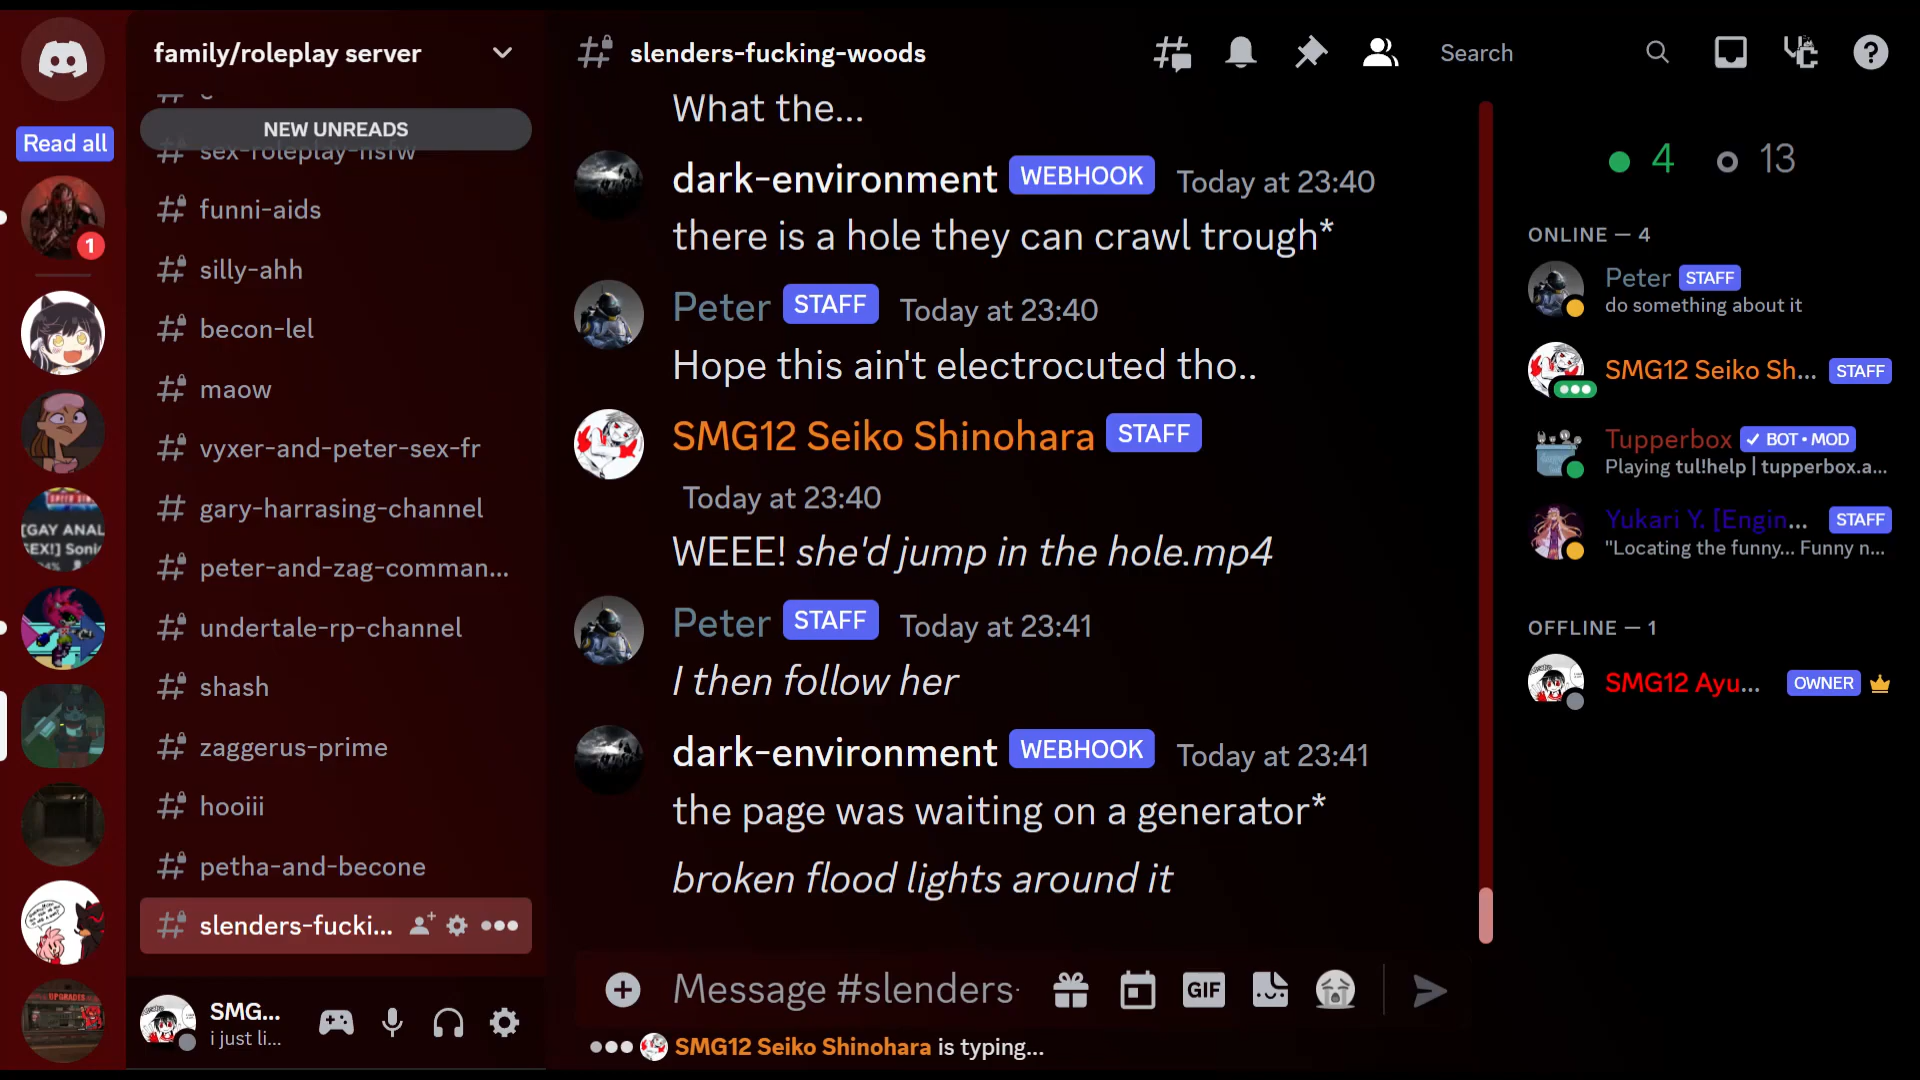 family/roleplay server
NEW UNREADS
sex-roleplay-nsfw
funni-aids
silly-ahh
becon-lel
maow
vyxer-and-peter-sex-fr
gary-harrasing-channel
peter-and-zag-comman...
undertale-rp-channel
shash
zaggerus-prime
hooiii
petha-and-becone
slenders-fucki...
SMG...
i just li...
Read all
1
[GAY ANAL
SEX!] Soni
UPGRADES
slenders-fucking-woods
Search
What the...
dark-environment WEBHOOK Today at 23:40
there is a hole they can crawl trough*
Peter STAFF Today at 23:40
Hope this ain't electrocuted tho..
SMG12 Seiko Shinohara STAFF
Today at 23:40
WEEE! she'd jump in the hole.mp4
Peter STAFF Today at 23:41
I then follow her
dark-environment WEBHOOK Today at 23:41
the page was waiting on a generator*
broken flood lights around it
Message #slenders
GIF
SMG12 Seiko Shinohara is typing...
4 13
ONLINE — 4
Peter STAFF
do something about it
SMG12 Seiko Sh... STAFF
Tupperbox ✓ BOT • MOD
Playing tul!help | tupperbox.a...
Yukari Y. [Engin... STAFF
"Locating the funny... Funny n...
OFFLINE — 1
SMG12 Ayu... OWNER